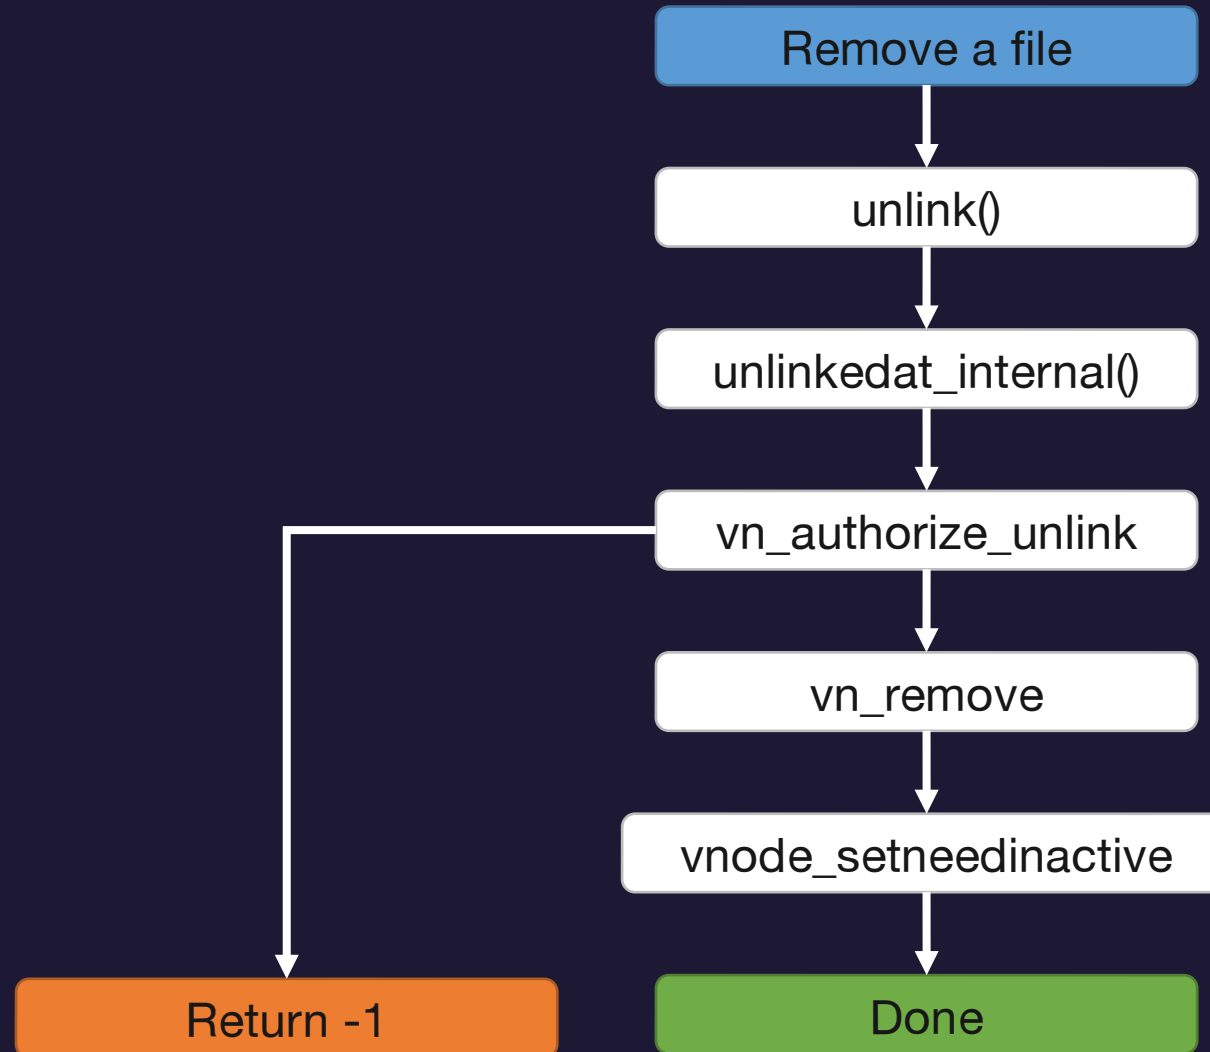 Remove a file
unlink()
unlinkedat_internal()
vn_authorize_unlink
vn_remove
vnode_setneedinactive
Return -1
Done